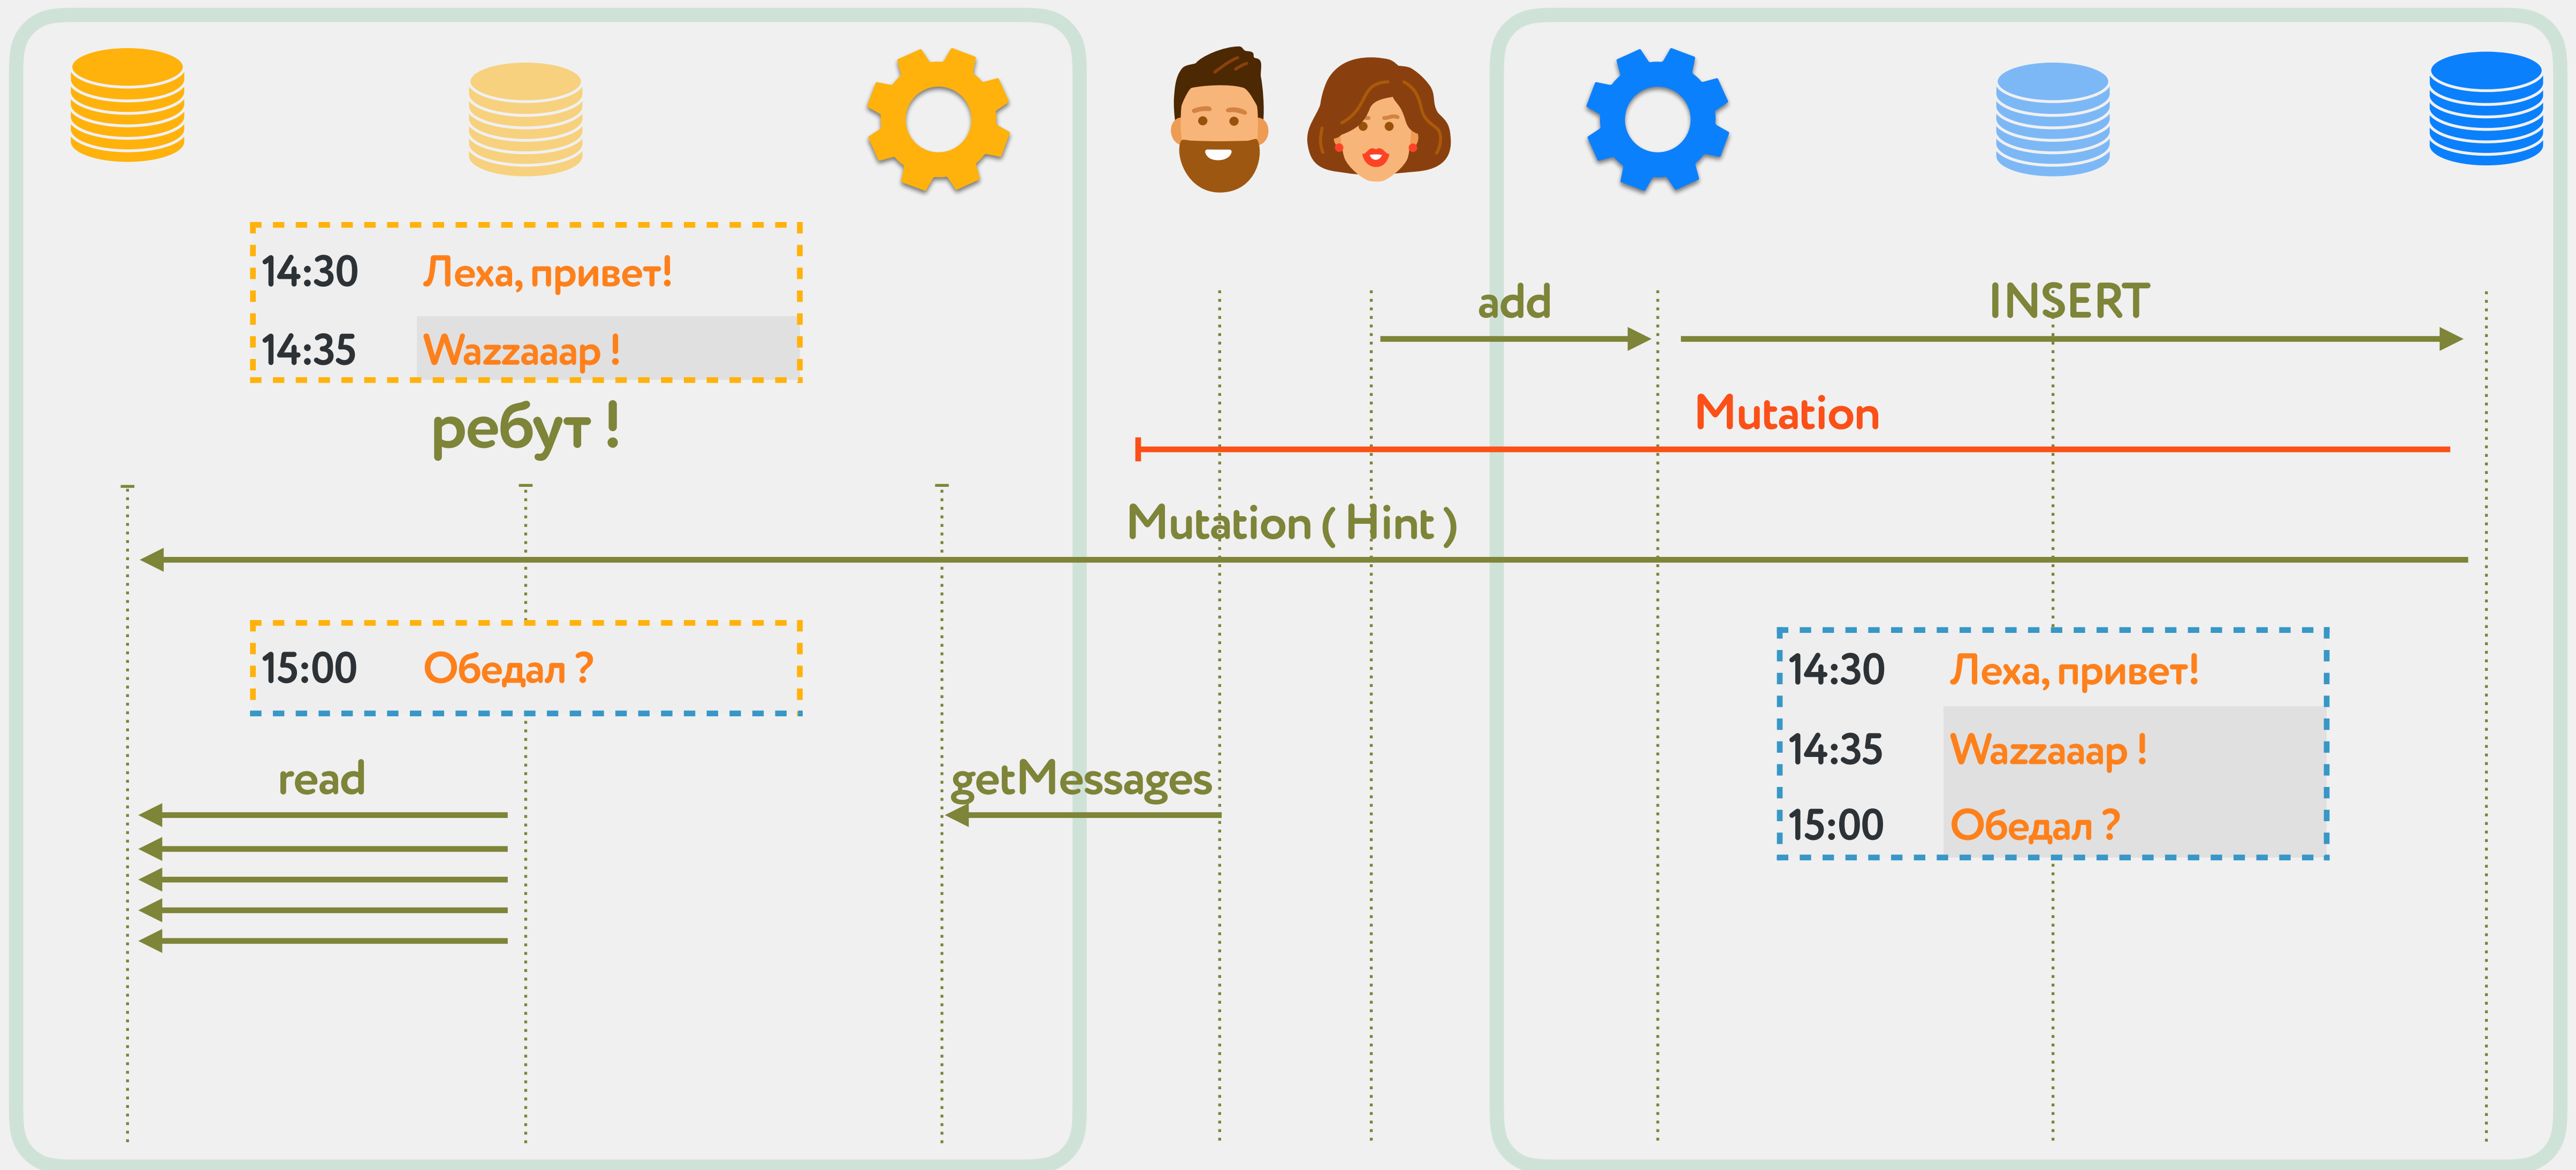 14:30 Леха, привет!
14:35 Wazzaaap !
ребут !
add
INSERT
Mutation
Mutation ( Hint )
15:00 Обедал ?
14:30 Леха, привет!
14:35 Wazzaaap !
15:00 Обедал ?
read
getMessages